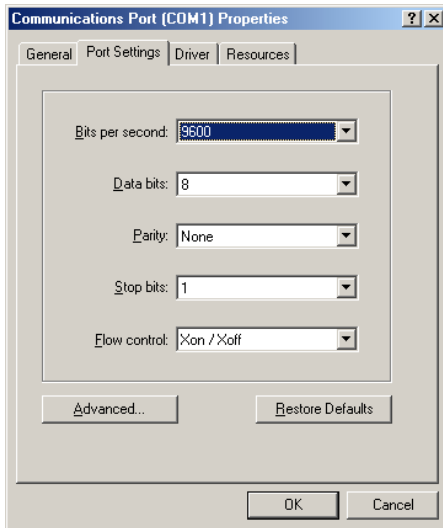 Communications Port (COM1) Properties
General Port Settings Driver Resources
Bits per second: 9600
Data bits: 8
Parity: None
Stop bits: 1
Flow control: Xon / Xoff
Advanced... Restore Defaults
OK Cancel